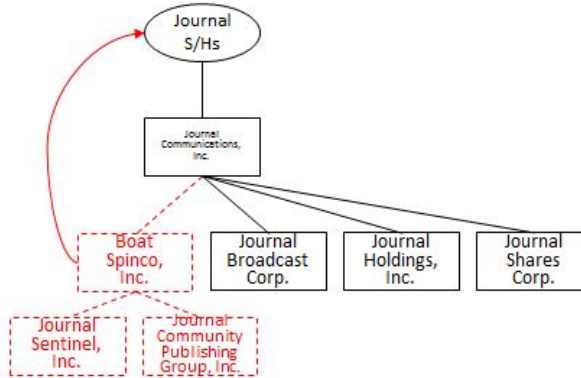 Journal
S/Hs
Journal
Communications,
Inc.
Boat
Spinco,
Inc.
Journal
Broadcast
Corp.
Journal
Holdings,
Inc.
Journal
Shares
Corp.
Journal
Sentinel,
Inc.
Journal
Community
Publishing
Group, Inc.